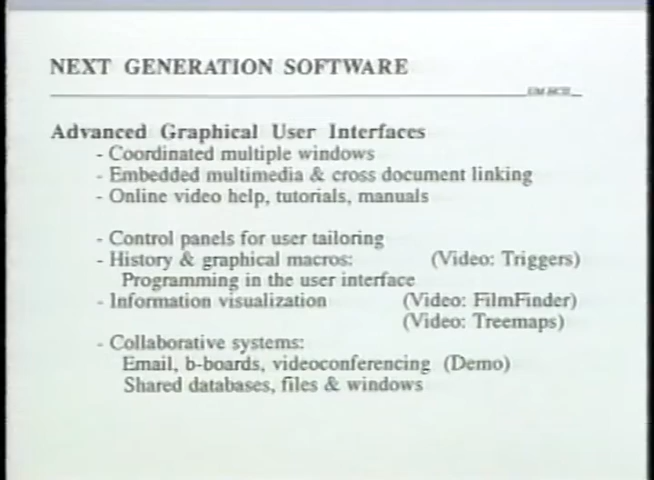 NEXT GENERATION SOFTWARE
Advanced Graphical User Interfaces
- Coordinated multiple windows
- Embedded multimedia & cross document linking
- Online video help, tutorials, manuals
- Control panels for user tailoring
- History & graphical macros: (Video: Triggers)
Programming in the user interface
- Information visualization (Video: FilmFinder)
(Video: Treemaps)
- Collaborative systems:
Email, b-boards, videoconferencing (Demo)
Shared databases, files & windows